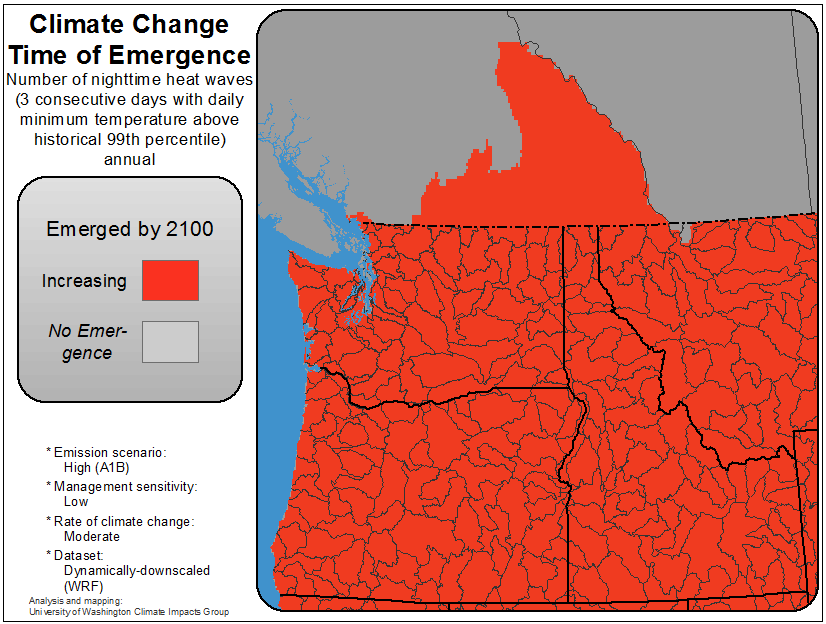 Climate Change
Time of Emergence
Number of nighttime heat waves
(3 consecutive days with daily
minimum temperature above
historical 99th percentile)
annual
Emerged by 2100
Increasing
No Emer-
gence
* Emission scenario:
High (A1B)
* Management sensitivity:
Low
* Rate of climate change:
Moderate
* Dataset:
Dynamically-downscaled
(WRF)
Analysis and mapping:
University of Washington Climate Impacts Group